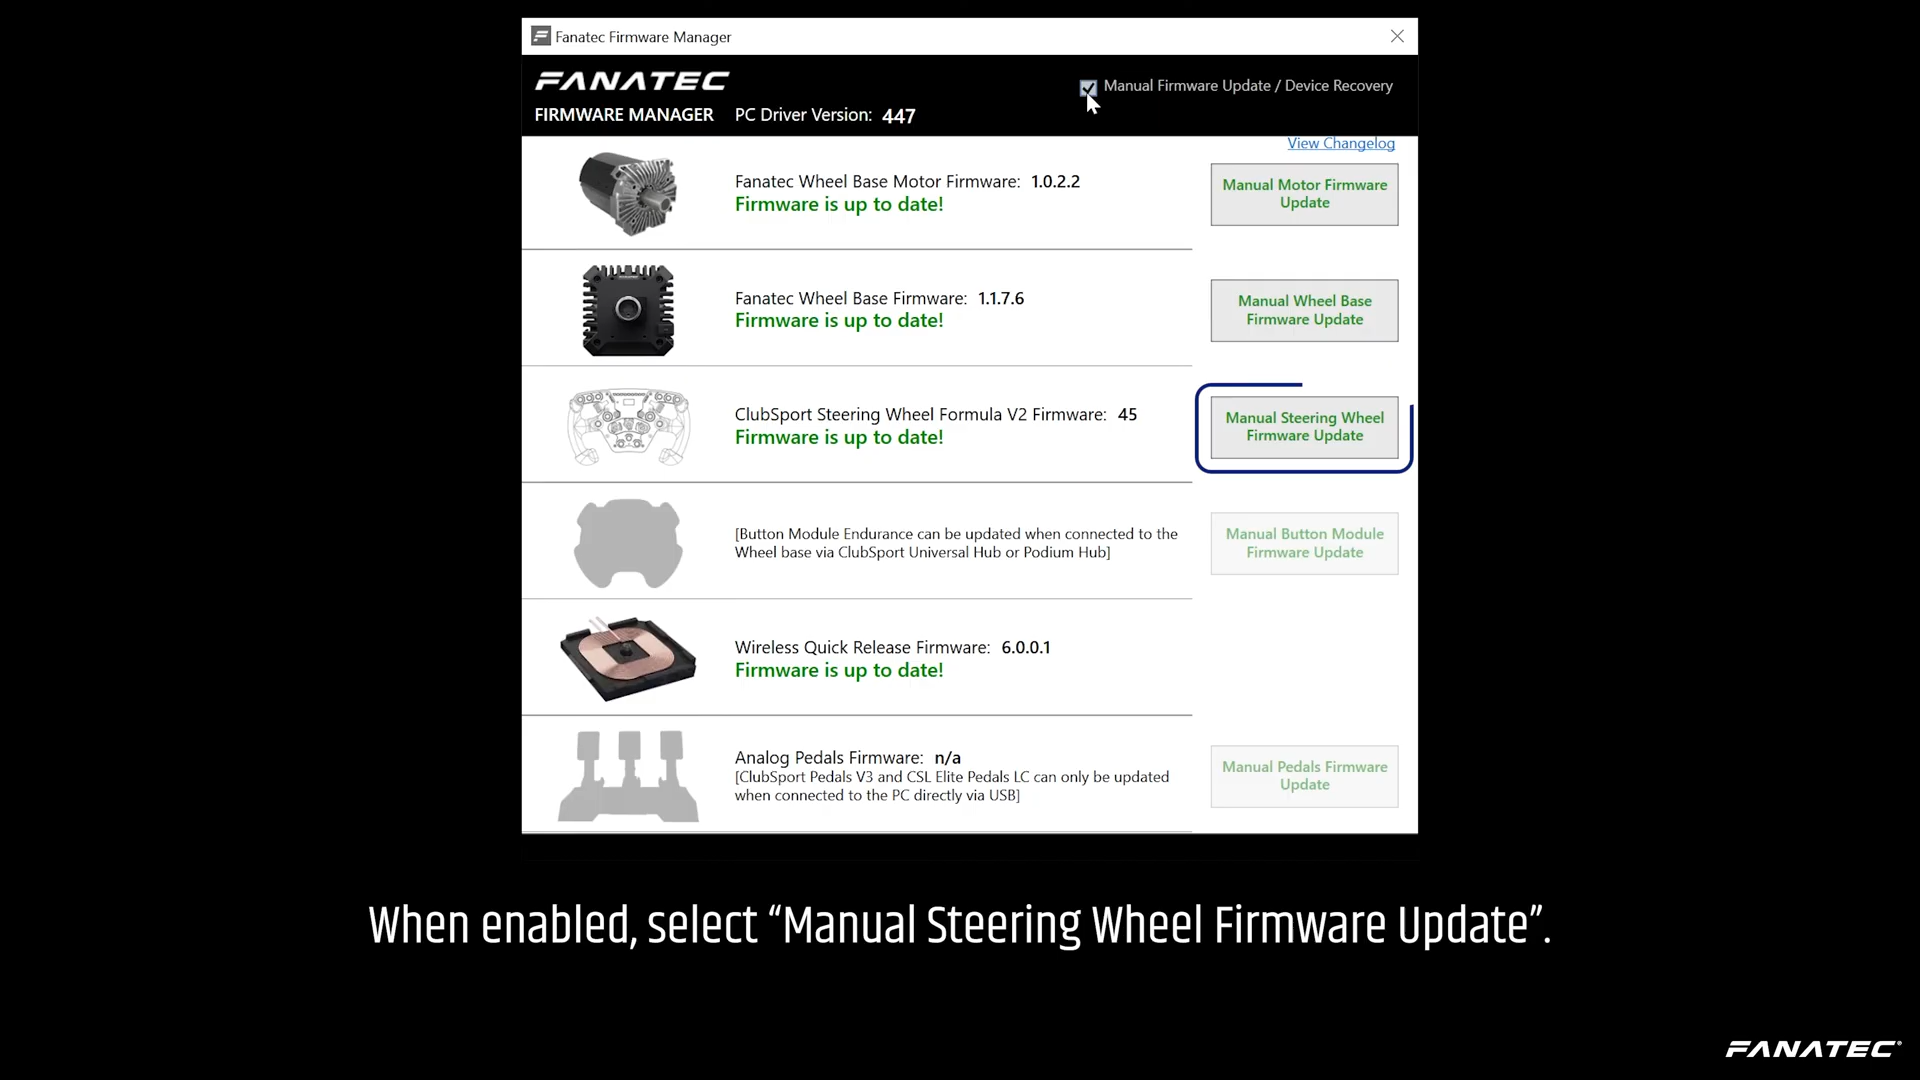 Fanatec Firmware Manager
FANATEC
FIRMWARE MANAGER PC Driver Version: 447
Manual Firmware Update / Device Recovery
View Changelog
Fanatec Wheel Base Motor Firmware: 1.0.2.2
Firmware is up to date!
Manual Motor Firmware
Update
Fanatec Wheel Base Firmware: 1.1.7.6
Firmware is up to date!
Manual Wheel Base
Firmware Update
ClubSport Steering Wheel Formula V2 Firmware: 45
Firmware is up to date!
Manual Steering Wheel
Firmware Update
[Button Module Endurance can be updated when connected to the
Wheel base via ClubSport Universal Hub or Podium Hub]
Manual Button Module
Firmware Update
Wireless Quick Release Firmware: 6.0.0.1
Firmware is up to date!
Analog Pedals Firmware: n/a
[ClubSport Pedals V3 and CSL Elite Pedals LC can only be updated
when connected to the PC directly via USB]
Manual Pedals Firmware
Update
When enabled, select “Manual Steering Wheel Firmware Update”.
FANATEC®